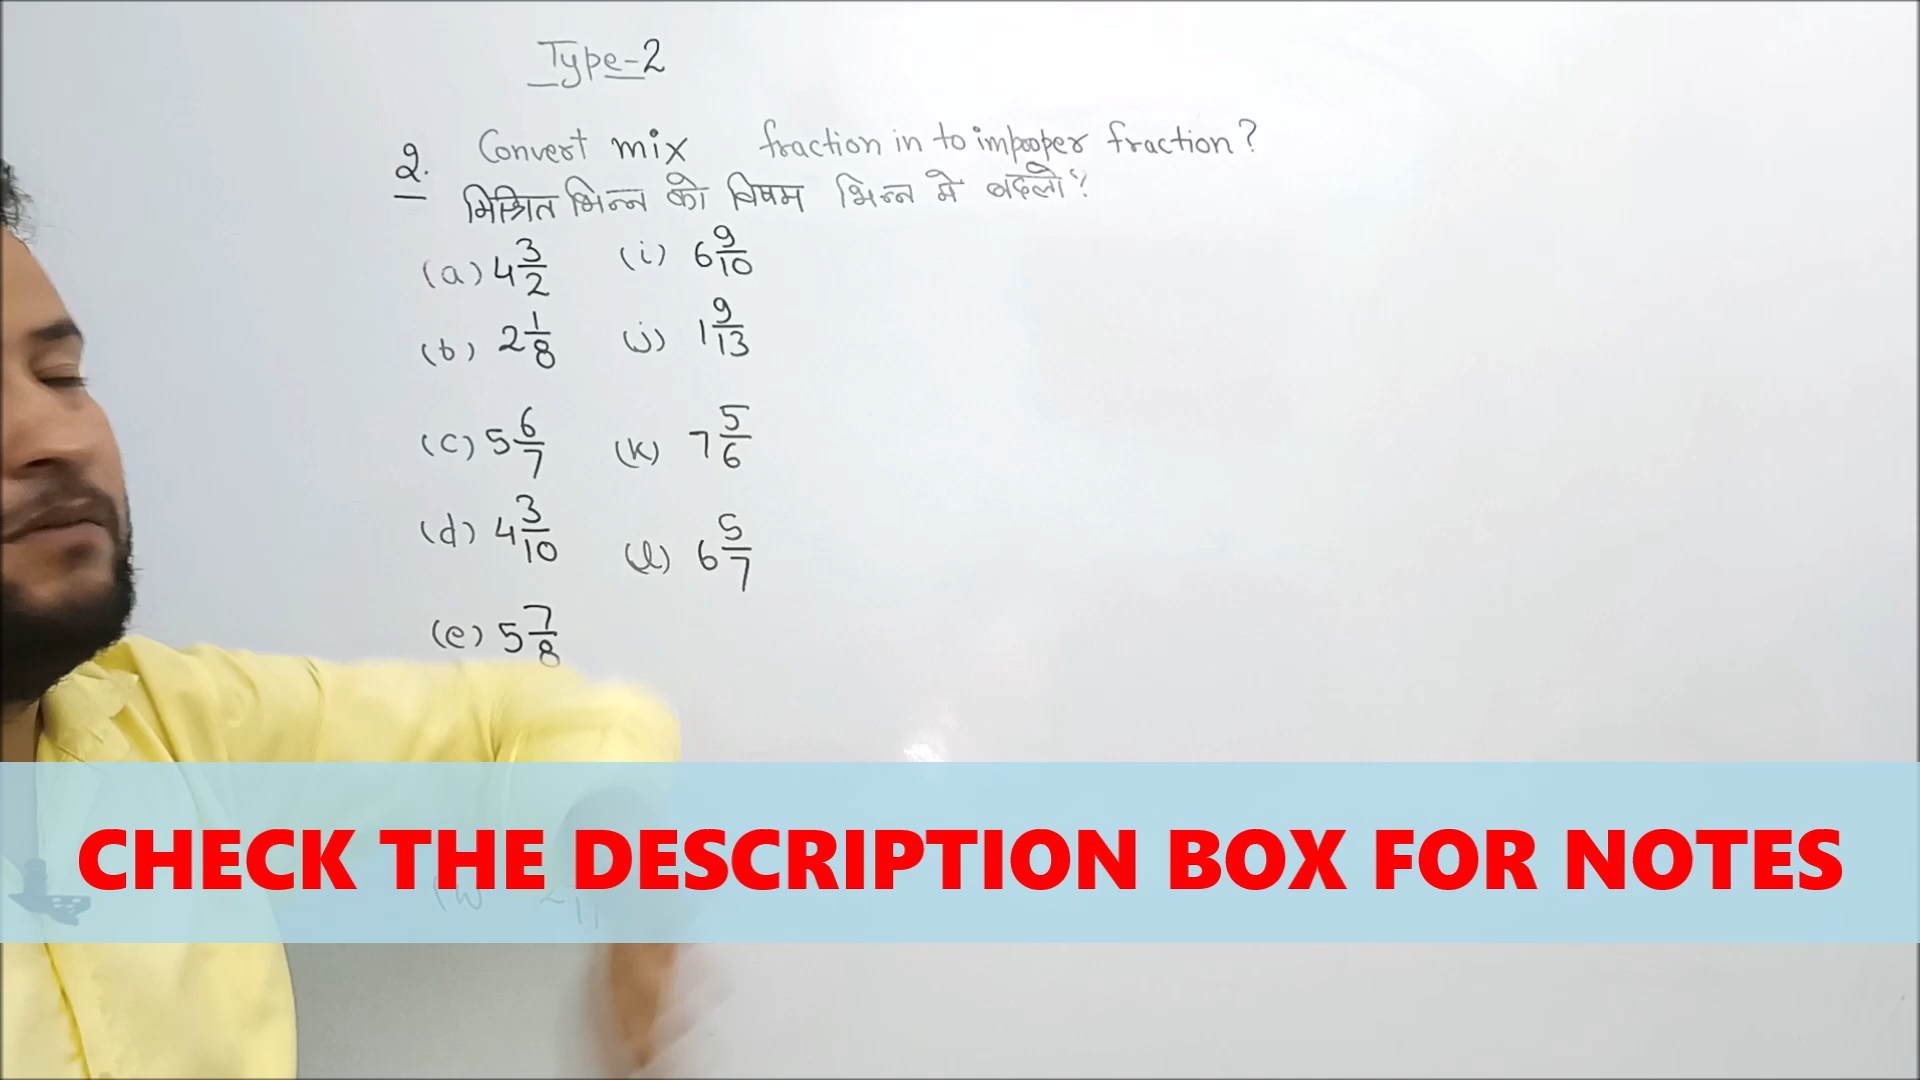 Type-2
2. Convert mix fraction in to improper fraction?
मिश्रित भिन्न को विषम भिन्न मे बदलो?
(a) 4 3/2 (i) 6 9/10
(b) 2 1/8 (j) 1 9/13
(c) 5 6/7 (k) 7 5/6
(d) 4 3/10 (l) 6 5/7
(e) 5 7/8
CHECK THE DESCRIPTION BOX FOR NOTES